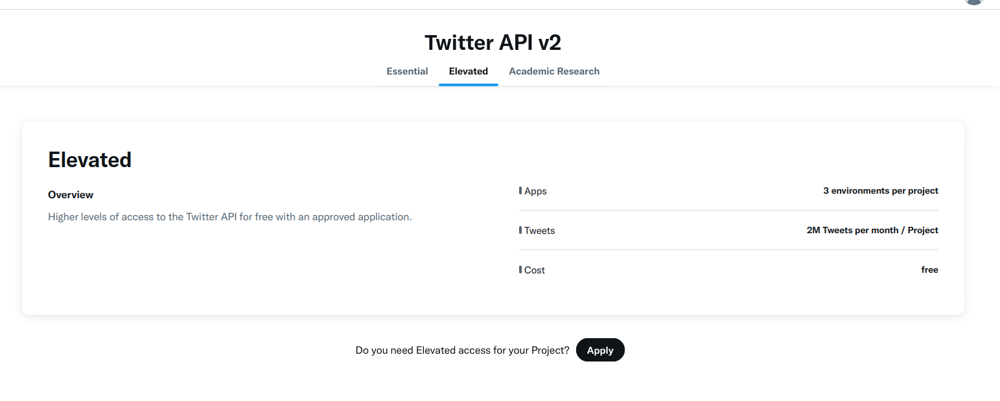 Twitter API v2
Essential Elevated Academic Research
Elevated
Overview
Higher levels of access to the Twitter API for free with an approved application.
Apps 3 environments per project
Tweets 2M Tweets per month / Project
Cost free
Do you need Elevated access for your Project? Apply